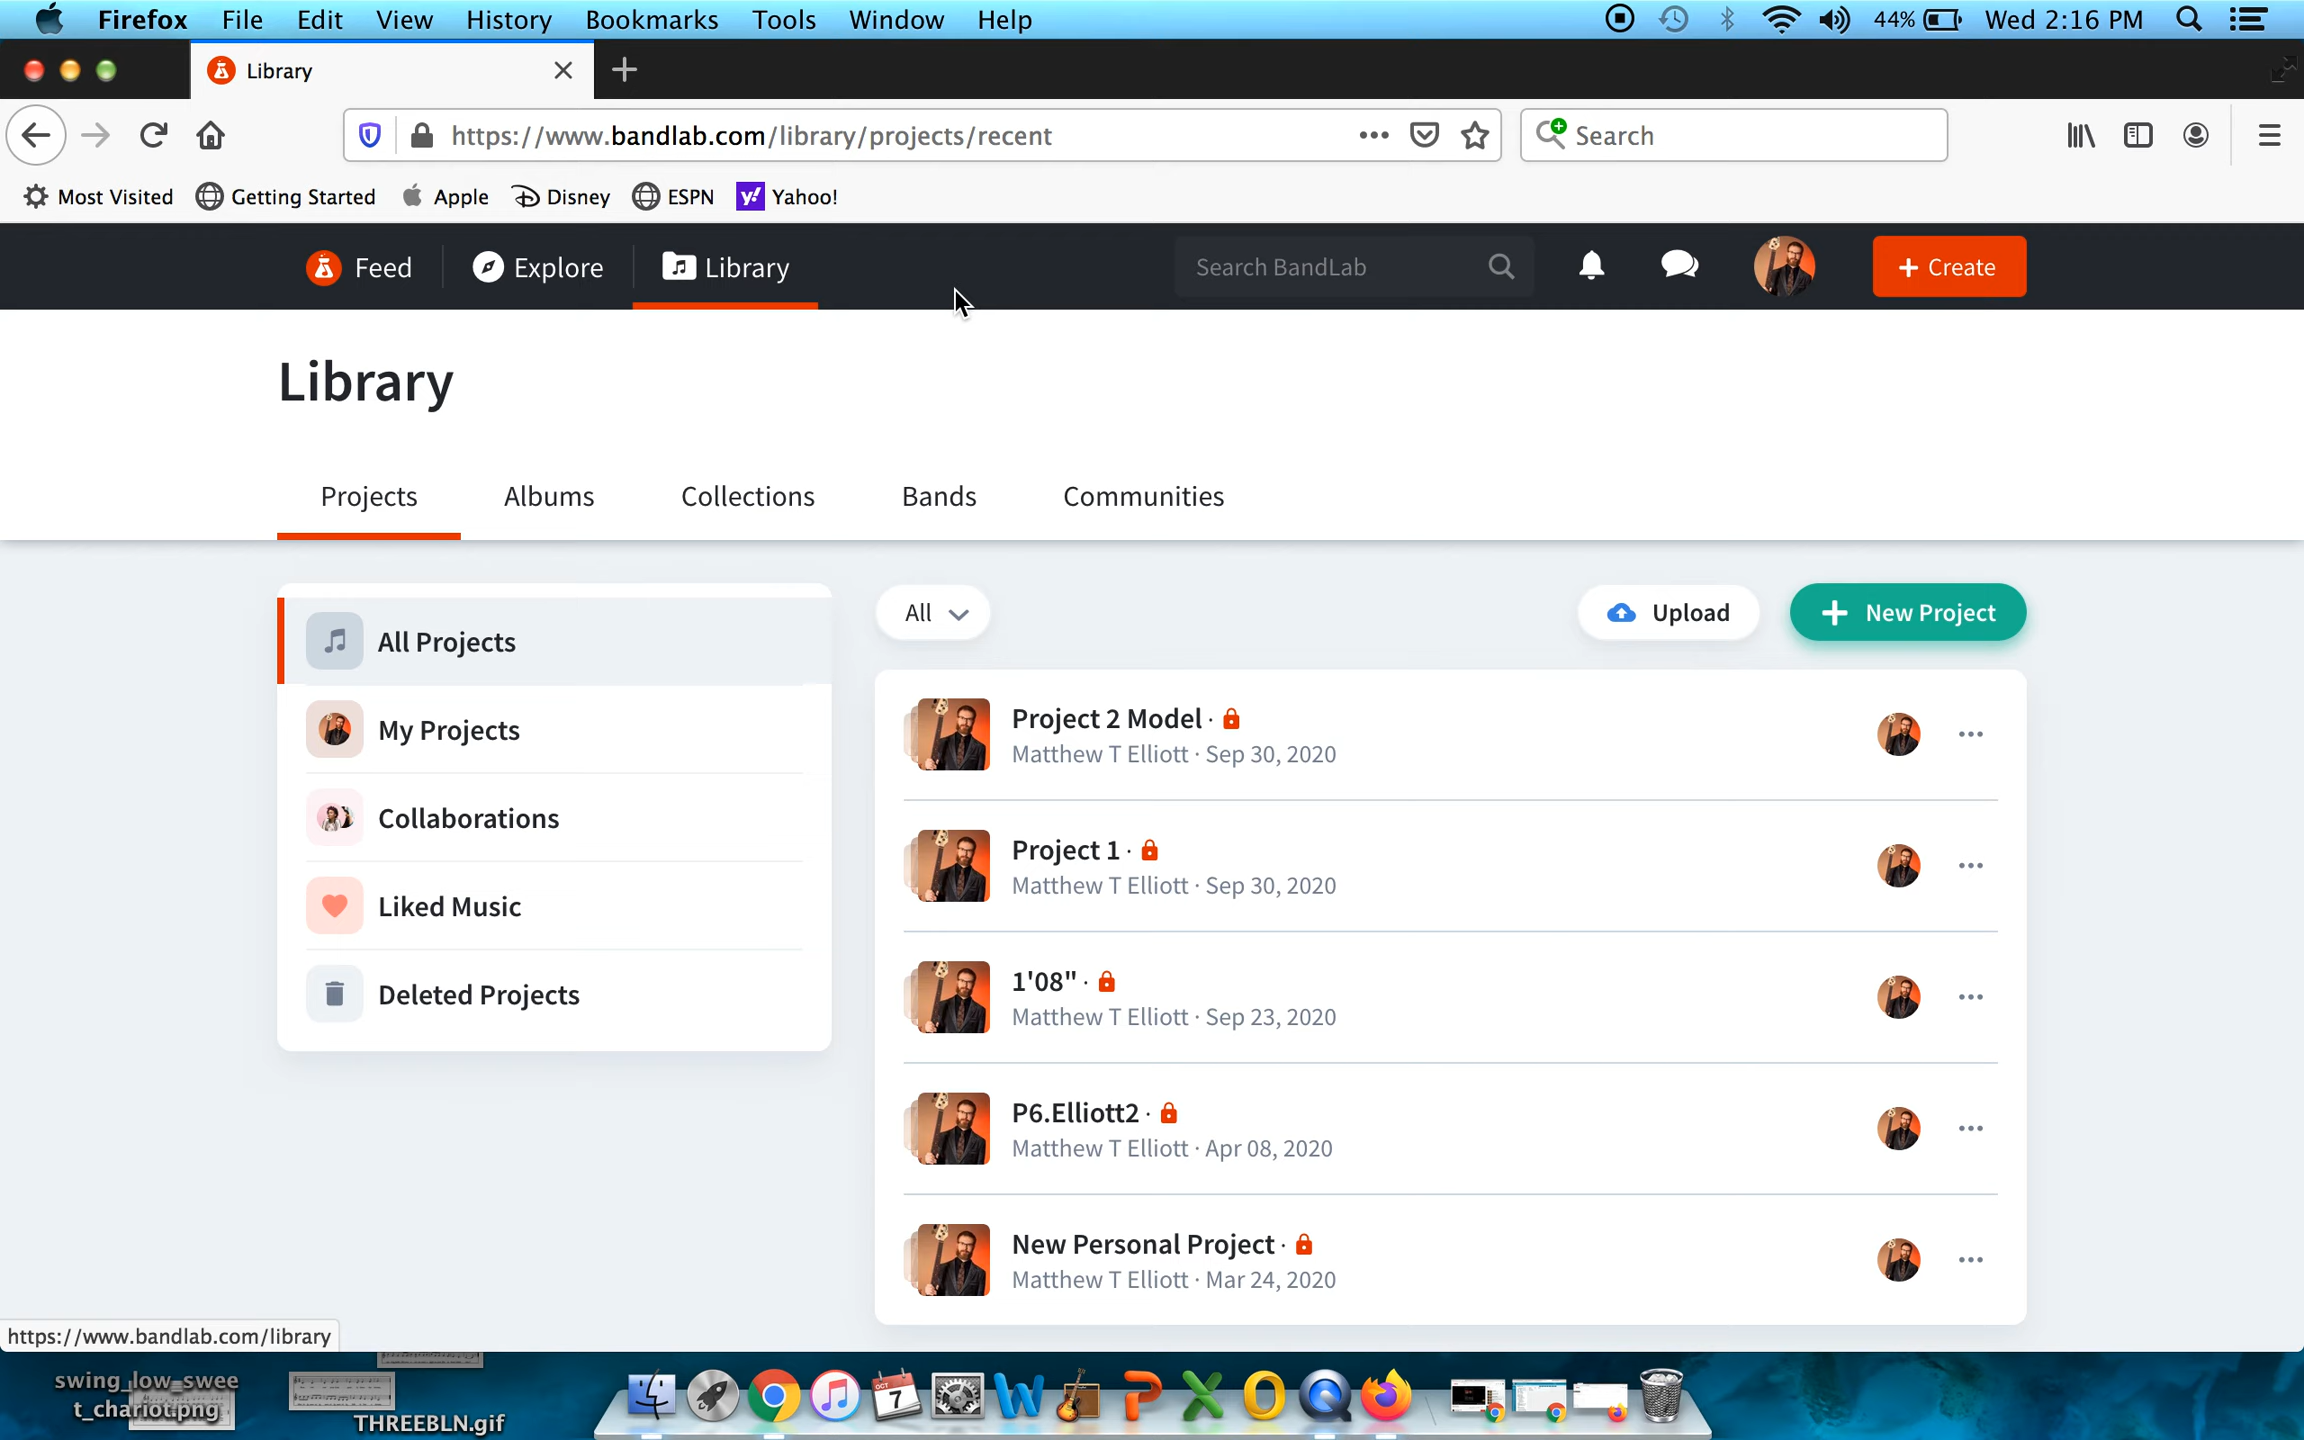 Firefox File Edit View History Bookmarks Tools Window Help 44% Wed 2:16 PM
Library
https://www.bandlab.com/library/projects/recent Search
Most Visited Getting Started Apple Disney ESPN Yahoo!
Feed Explore Library Search BandLab + Create
Library
Projects Albums Collections Bands Communities
All Projects
My Projects
Collaborations
Liked Music
Deleted Projects
All Upload + New Project
Project 2 Model ·
Matthew T Elliott · Sep 30, 2020
Project 1 ·
Matthew T Elliott · Sep 30, 2020
1'08" ·
Matthew T Elliott · Sep 23, 2020
P6.Elliott2 ·
Matthew T Elliott · Apr 08, 2020
New Personal Project ·
Matthew T Elliott · Mar 24, 2020
https://www.bandlab.com/library
swing_low_swee
t_chariot.png
THREEBLN.gif
OCT
7